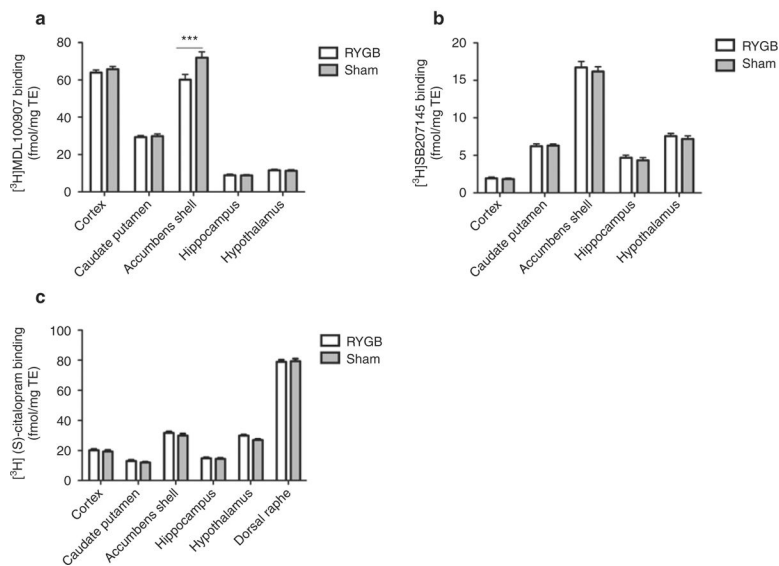 a
[³H]MDL100907 binding
(fmol/mg TE)
80
60
40
20
0
***
RYGB
Sham
Cortex
Caudate putamen
Accumbens shell
Hippocampus
Hypothalamus
b
[³H]SB207145 binding
(fmol/mg TE)
20
15
10
5
0
RYGB
Sham
Cortex
Caudate putamen
Accumbens shell
Hippocampus
Hypothalamus
c
[³H] (S)-citalopram binding
(fmol/mg TE)
100
80
60
40
20
0
RYGB
Sham
Cortex
Caudate putamen
Accumbens shell
Hippocampus
Hypothalamus
Dorsal raphe